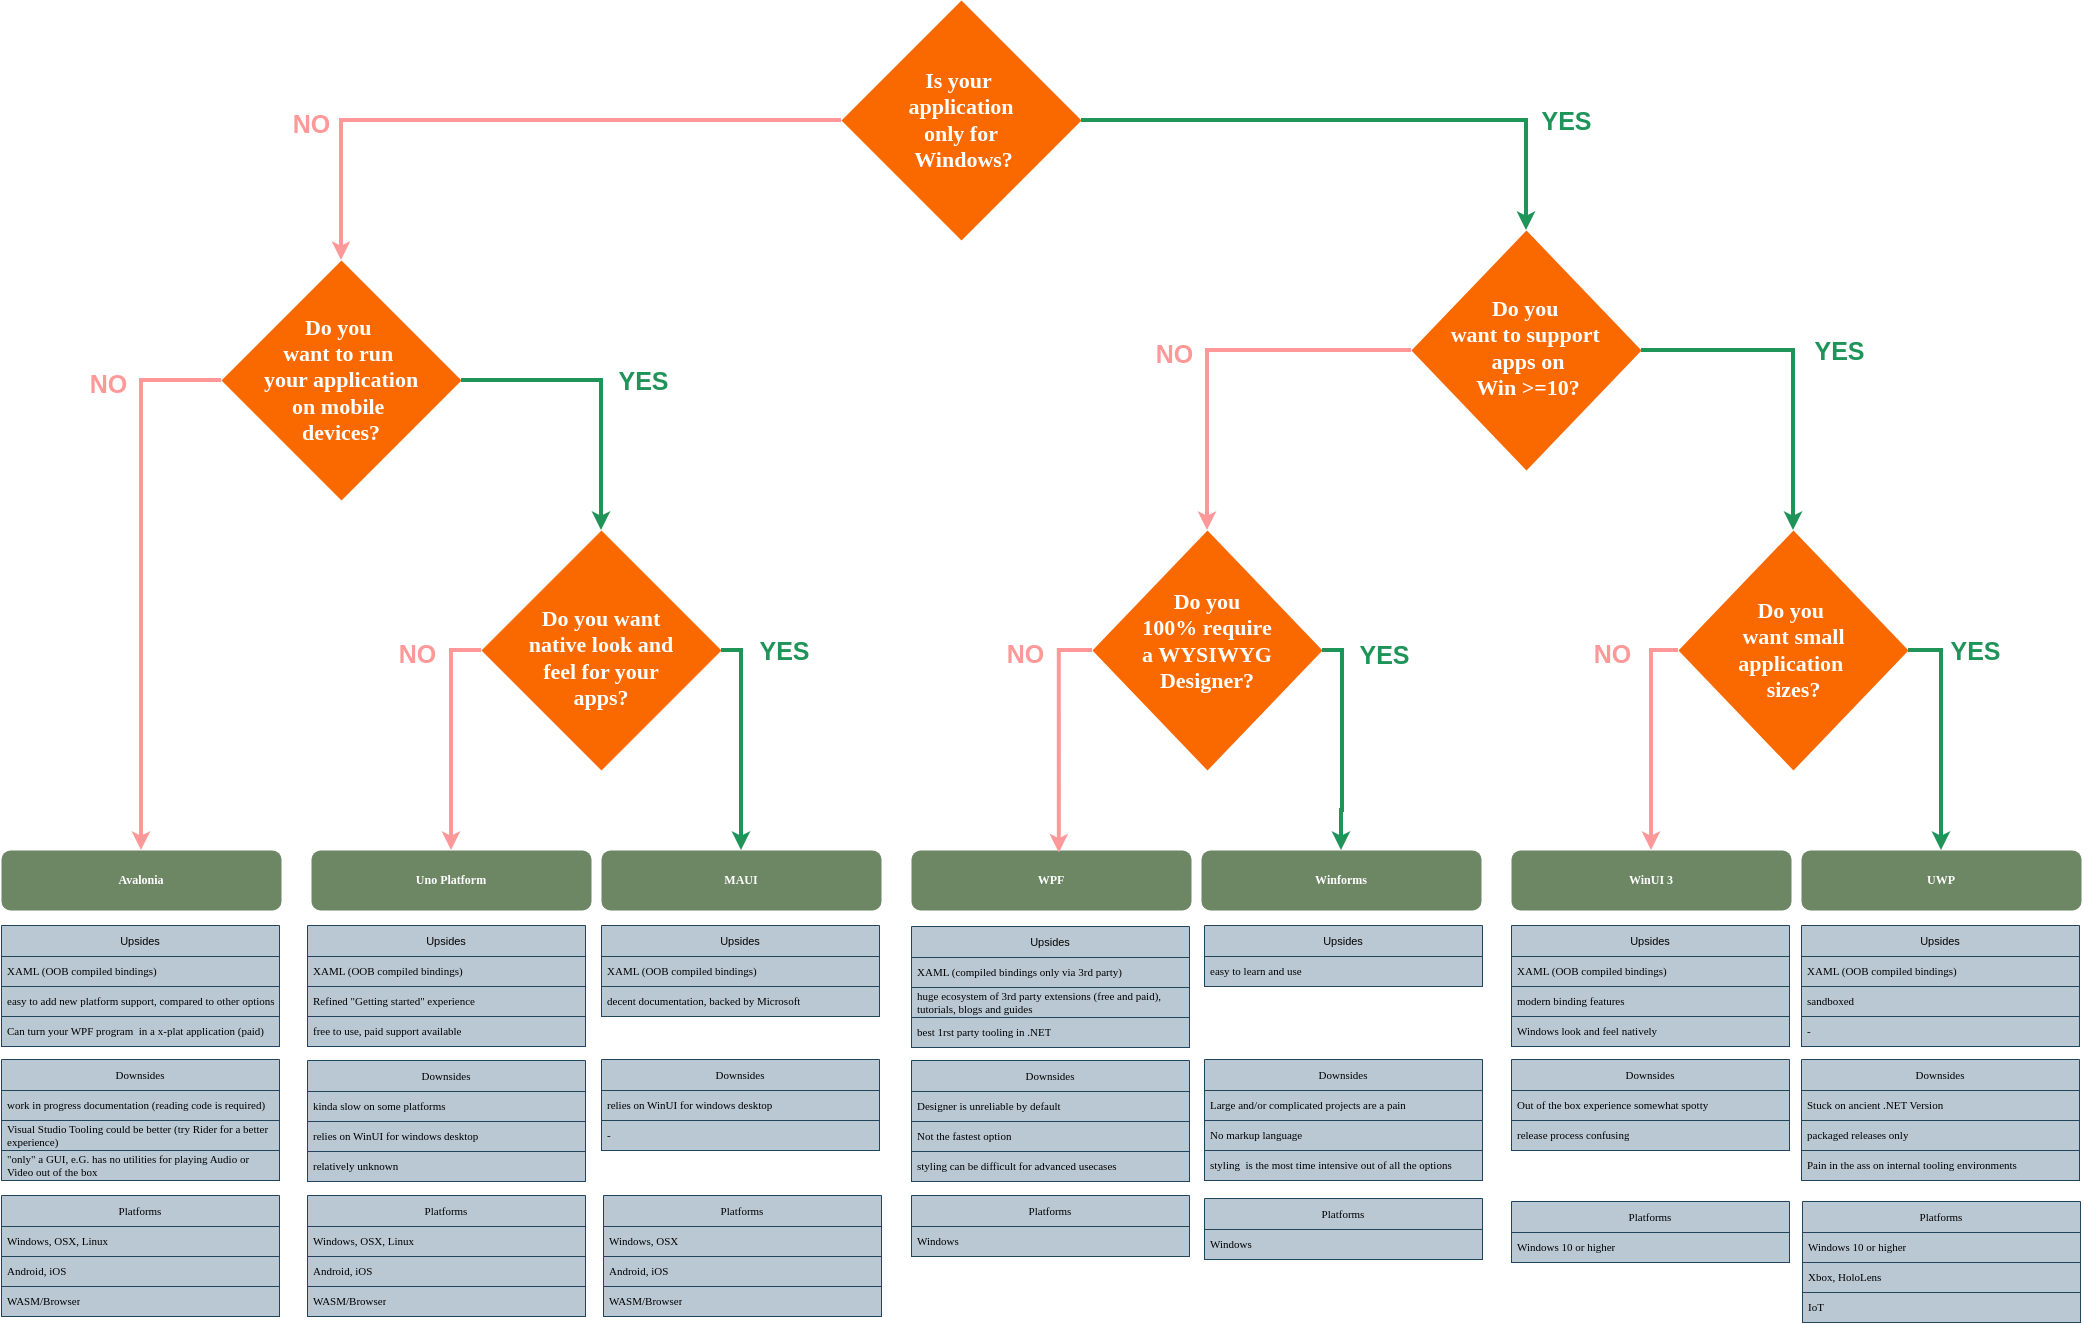 Is your
application
only for
Windows?
NO
YES
Do you
want to run
your application
on mobile
devices?
NO
YES
Do you
want to support
apps on
Win >=10?
NO
YES
Do you want
native look and
feel for your
apps?
NO
YES
Do you
100% require
a WYSIWYG
Designer?
NO
YES
Do you
want small
application
sizes?
NO
YES
Avalonia
Uno Platform
MAUI
WPF
Winforms
WinUI 3
UWP
Upsides
XAML (OOB compiled bindings)
easy to add new platform support, compared to other options
Can turn your WPF program  in a x-plat application (paid)
Upsides
XAML (OOB compiled bindings)
Refined "Getting started" experience
free to use, paid support available
Upsides
XAML (OOB compiled bindings)
decent documentation, backed by Microsoft
Upsides
XAML (compiled bindings only via 3rd party)
huge ecosystem of 3rd party extensions (free and paid),
tutorials, blogs and guides
best 1rst party tooling in .NET
Upsides
easy to learn and use
Upsides
XAML (OOB compiled bindings)
modern binding features
Windows look and feel natively
Upsides
XAML (OOB compiled bindings)
sandboxed
-
Downsides
work in progress documentation (reading code is required)
Visual Studio Tooling could be better (try Rider for a better
experience)
"only" a GUI, e.G. has no utilities for playing Audio or
Video out of the box
Downsides
kinda slow on some platforms
relies on WinUI for windows desktop
relatively unknown
Downsides
relies on WinUI for windows desktop
-
Downsides
Designer is unreliable by default
Not the fastest option
styling can be difficult for advanced usecases
Downsides
Large and/or complicated projects are a pain
No markup language
styling  is the most time intensive out of all the options
Downsides
Out of the box experience somewhat spotty
release process confusing
Downsides
Stuck on ancient .NET Version
packaged releases only
Pain in the ass on internal tooling environments
Platforms
Windows, OSX, Linux
Android, iOS
WASM/Browser
Platforms
Windows, OSX, Linux
Android, iOS
WASM/Browser
Platforms
Windows, OSX
Android, iOS
WASM/Browser
Platforms
Windows
Platforms
Windows
Platforms
Windows 10 or higher
Platforms
Windows 10 or higher
Xbox, HoloLens
IoT